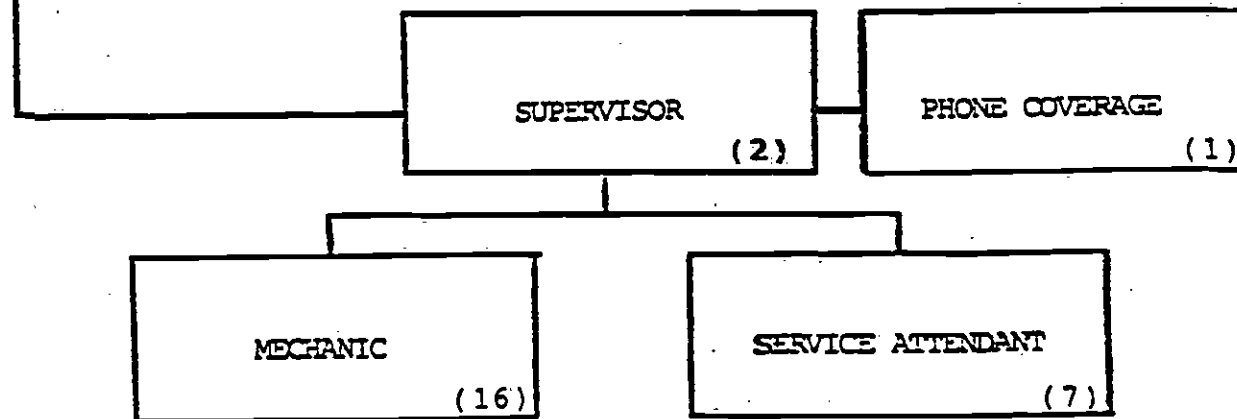 SUPERVISOR
(2)
PHONE COVERAGE
(1)
MECHANIC
(16)
SERVICE ATTENDANT
(7)